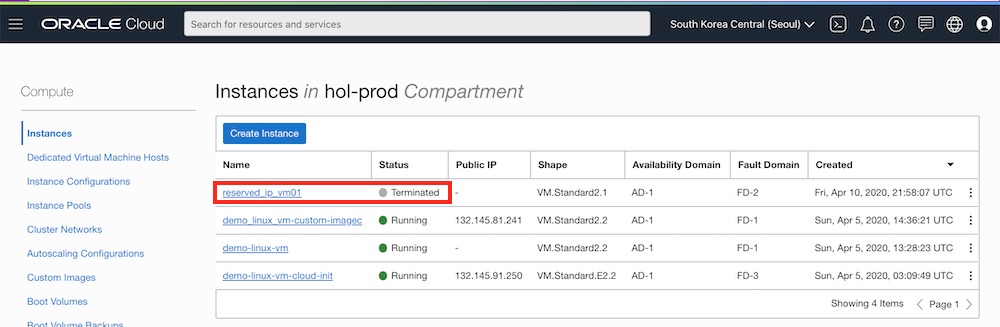 ORACLE Cloud Search for resources and services South Korea Central (Seoul)
Compute
Instances
Dedicated Virtual Machine Hosts
Instance Configurations
Instance Pools
Cluster Networks
Autoscaling Configurations
Custom Images
Boot Volumes
Boot Volume Backups
Instances in hol-prod Compartment
Create Instance
Name Status Public IP Shape Availability Domain Fault Domain Created
reserved_ip_vm01 Terminated - VM.Standard2.1 AD-1 FD-2 Fri, Apr 10, 2020, 21:58:07 UTC
demo_linux_vm-custom-imagec Running 132.145.81.241 VM.Standard2.2 AD-1 FD-1 Sun, Apr 5, 2020, 14:36:21 UTC
demo-linux-vm Running - VM.Standard2.2 AD-1 FD-1 Sun, Apr 5, 2020, 13:28:23 UTC
demo-linux-vm-cloud-init Running 132.145.91.250 VM.Standard.E2.2 AD-1 FD-3 Sun, Apr 5, 2020, 03:09:49 UTC
Showing 4 Items < Page 1 >